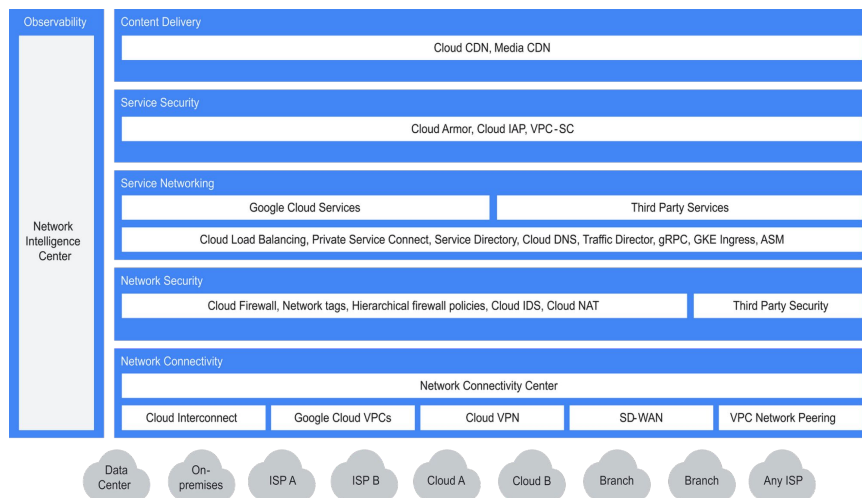 Observability
Network
Intelligence
Center
Content Delivery
Cloud CDN, Media CDN
Service Security
Cloud Armor, Cloud IAP, VPC-SC
Service Networking
Google Cloud Services
Third Party Services
Cloud Load Balancing, Private Service Connect, Service Directory, Cloud DNS, Traffic Director, gRPC, GKE Ingress, ASM
Network Security
Cloud Firewall, Network tags, Hierarchical firewall policies, Cloud IDS, Cloud NAT
Third Party Security
Network Connectivity
Network Connectivity Center
Cloud Interconnect
Google Cloud VPCs
Cloud VPN
SD-WAN
VPC Network Peering
Data
Center
On-
premises
ISP A
ISP B
Cloud A
Cloud B
Branch
Branch
Any ISP